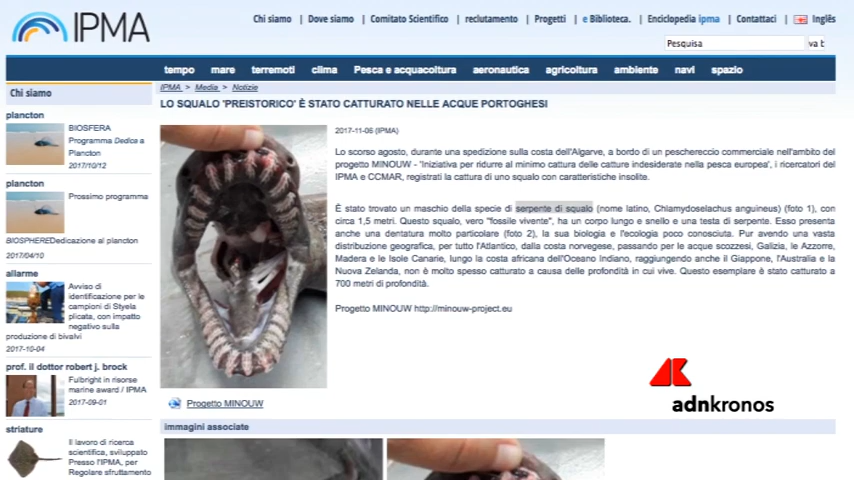 IPMA
Chi siamo | Dove siamo | Comitato Scientifico | reclutamento | Progetti | e Biblioteca. | Enciclopedia ipma | Contattaci | Inglês
Pesquisa
va t
tempo mare terremoti clima Pesca e acquacoltura aeronautica agricoltura ambiente navi spazio
Chi siamo
plancton
BIOSFERA
Programma Dedica a
Plancton
2017/10/12
plancton
Prossimo programma
BIOSPHEREDedicazione al plancton
2017/04/10
allarme
Avviso di
identificazione per le
campioni di Styela
plicata, con impatto
negativo sulla
produzione di bivalvi
2017-10-04
prof. il dottor robert j. brock
Fulbright in risorse
marine award / IPMA
2017-09-01
striature
Il lavoro di ricerca
scientifica, sviluppato
Presso l'IPMA, per
Regolare sfruttamento
IPMA > Media > Notizie
LO SQUALO 'PREISTORICO' È STATO CATTURATO NELLE ACQUE PORTOGHESI
2017-11-06 (IPMA)
Lo scorso agosto, durante una spedizione sulla costa dell'Algarve, a bordo di un peschereccio commerciale nell'ambito del
progetto MINOUW - 'Iniziativa per ridurre al minimo cattura delle catture indesiderate nella pesca europea', i ricercatori del
IPMA e CCMAR, registrati la cattura di uno squalo con caratteristiche insolite.
È stato trovato un maschio della specie di serpente di squalo (nome latino, Chlamydoselachus anguineus) (foto 1), con
circa 1,5 metri. Questo squalo, vero "fossile vivente", ha un corpo lungo e snello e una testa di serpente. Esso presenta
anche una dentatura molto particolare (foto 2), la sua biologia e l'ecologia poco conosciuta. Pur avendo una vasta
distribuzione geografica, per tutto l'Atlantico, dalla costa norvegese, passando per le acque scozzesi, Galizia, le Azzorre,
Madera e le Isole Canarie, lungo la costa africana dell'Oceano Indiano, raggiungendo anche il Giappone, l'Australia e la
Nuova Zelanda, non è molto spesso catturato a causa delle profondità in cui vive. Questo esemplare è stato catturato a
700 metri di profondità.
Progetto MINOUW http://minouw-project.eu
Progetto MINOUW
adnkronos
immagini associate